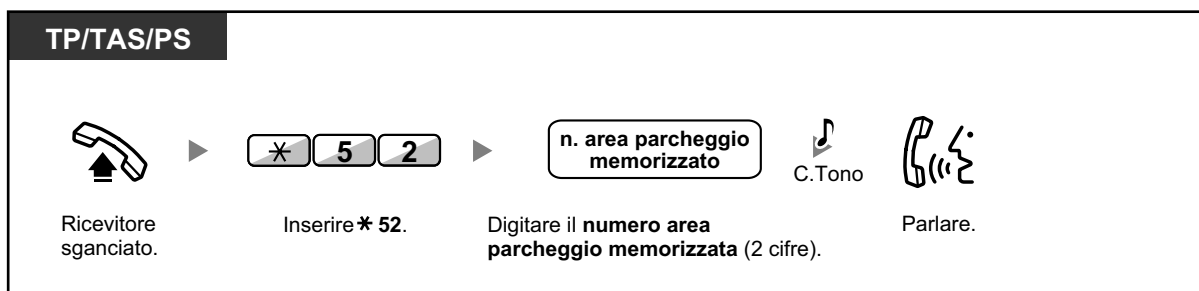 TP/TAS/PS
✱ 5 2
n. area parcheggio
memorizzato
C.Tono
Ricevitore
sganciato.
Inserire ✱ 52.
Digitare il numero area
parcheggio memorizzata (2 cifre).
Parlare.